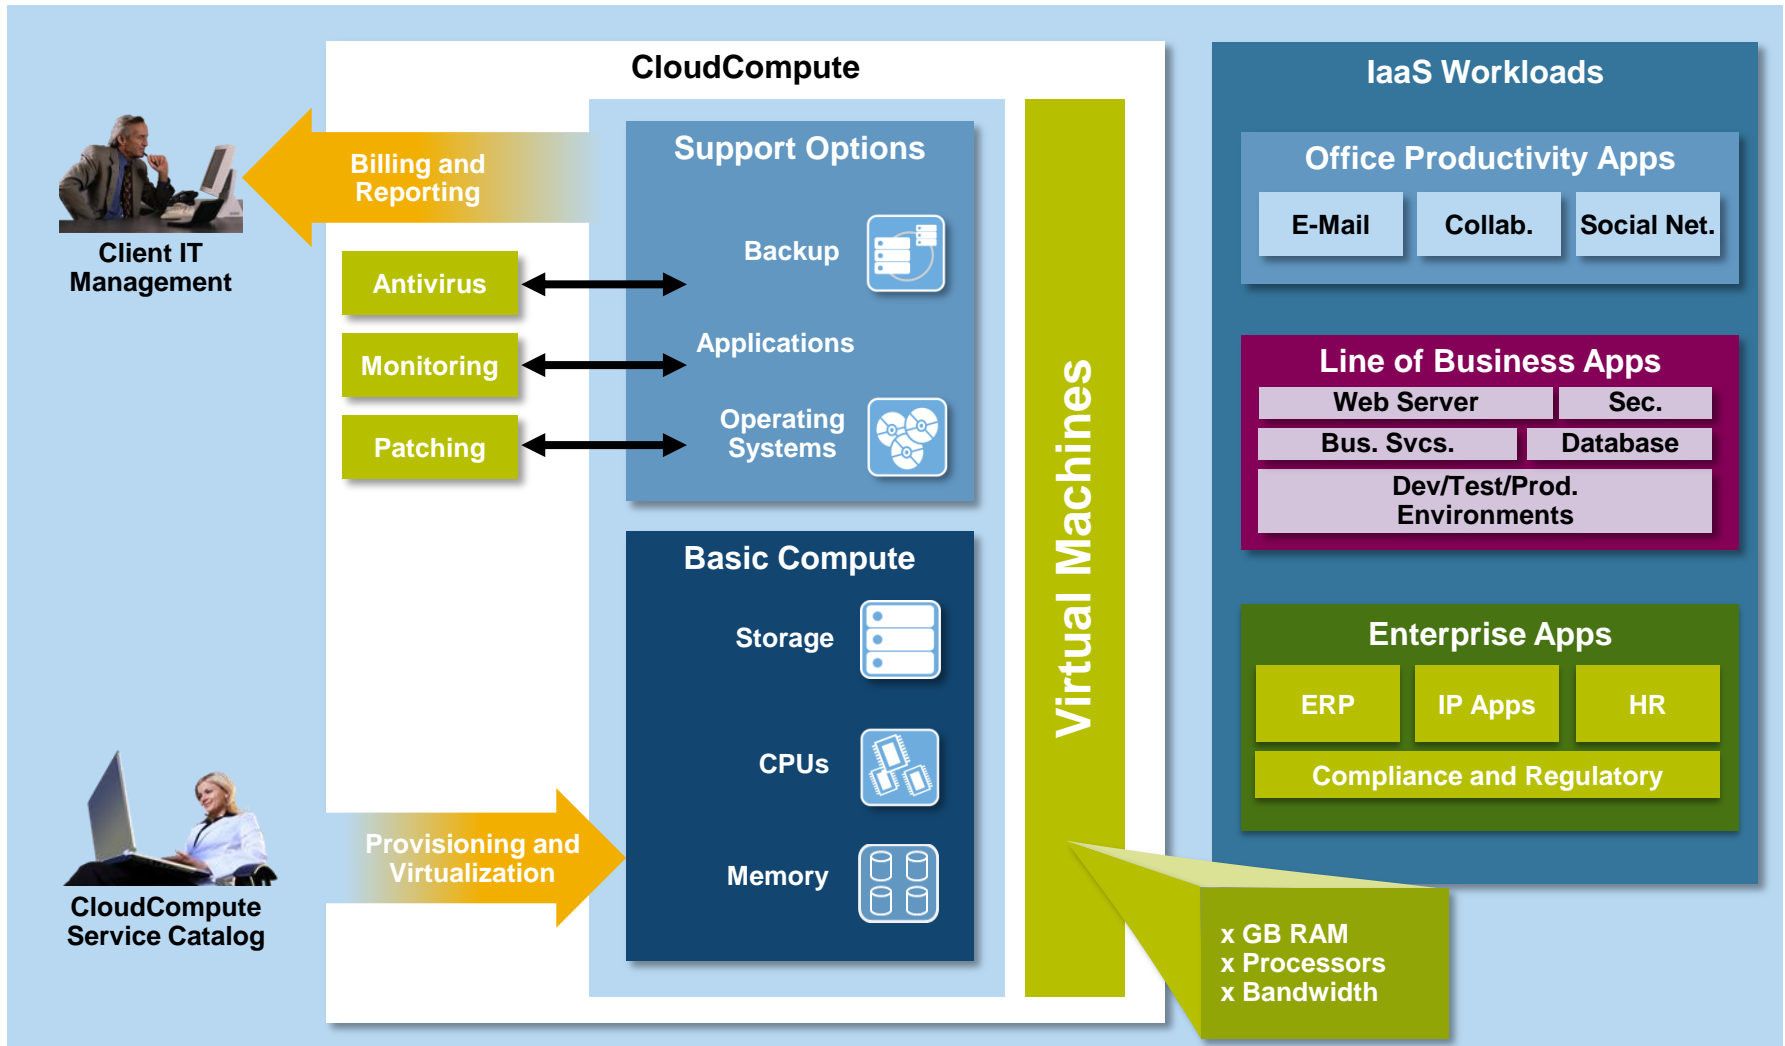 CloudCompute
IaaS Workloads
Billing and
Reporting
Client IT
Management
Antivirus
Monitoring
Patching
Support Options
Backup
Applications
Operating
Systems
Basic Compute
Storage
CPUs
Memory
Provisioning and
Virtualization
CloudCompute
Service Catalog
Virtual Machines
Office Productivity Apps
E-Mail
Collab.
Social Net.
Line of Business Apps
Web Server
Sec.
Bus. Svcs.
Database
Dev/Test/Prod.
Environments
Enterprise Apps
ERP
IP Apps
HR
Compliance and Regulatory
x GB RAM
x Processors
x Bandwidth